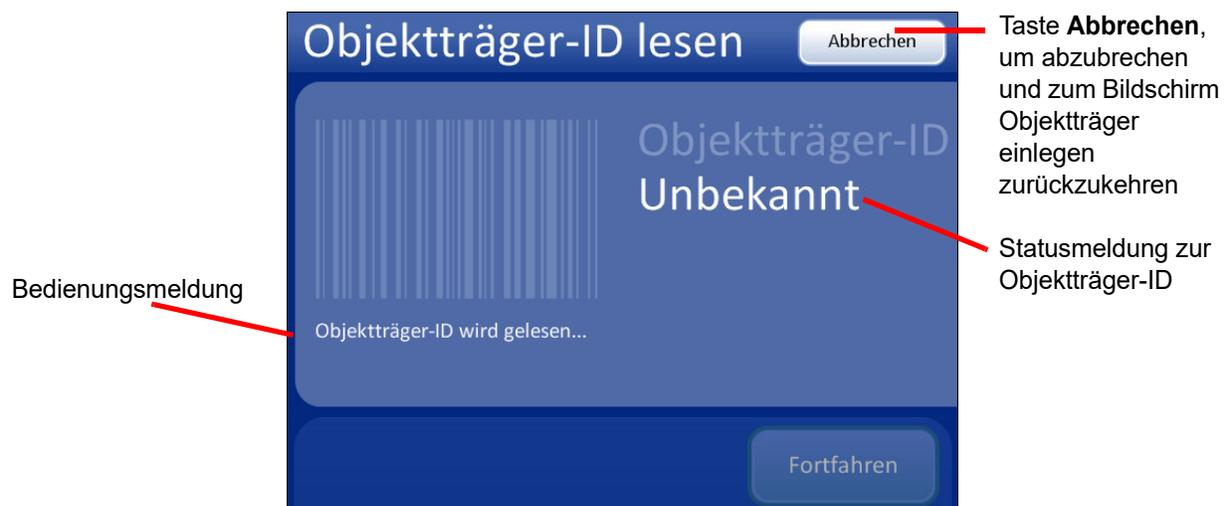 Objektträger-ID lesen
Abbrechen
Objektträger-ID
Unbekannt
Objektträger-ID wird gelesen...
Fortfahren
Bedienungsmeldung
Taste Abbrechen,
um abzubrechen
und zum Bildschirm
Objektträger
einlegen
zurückzukehren
Statusmeldung zur
Objektträger-ID